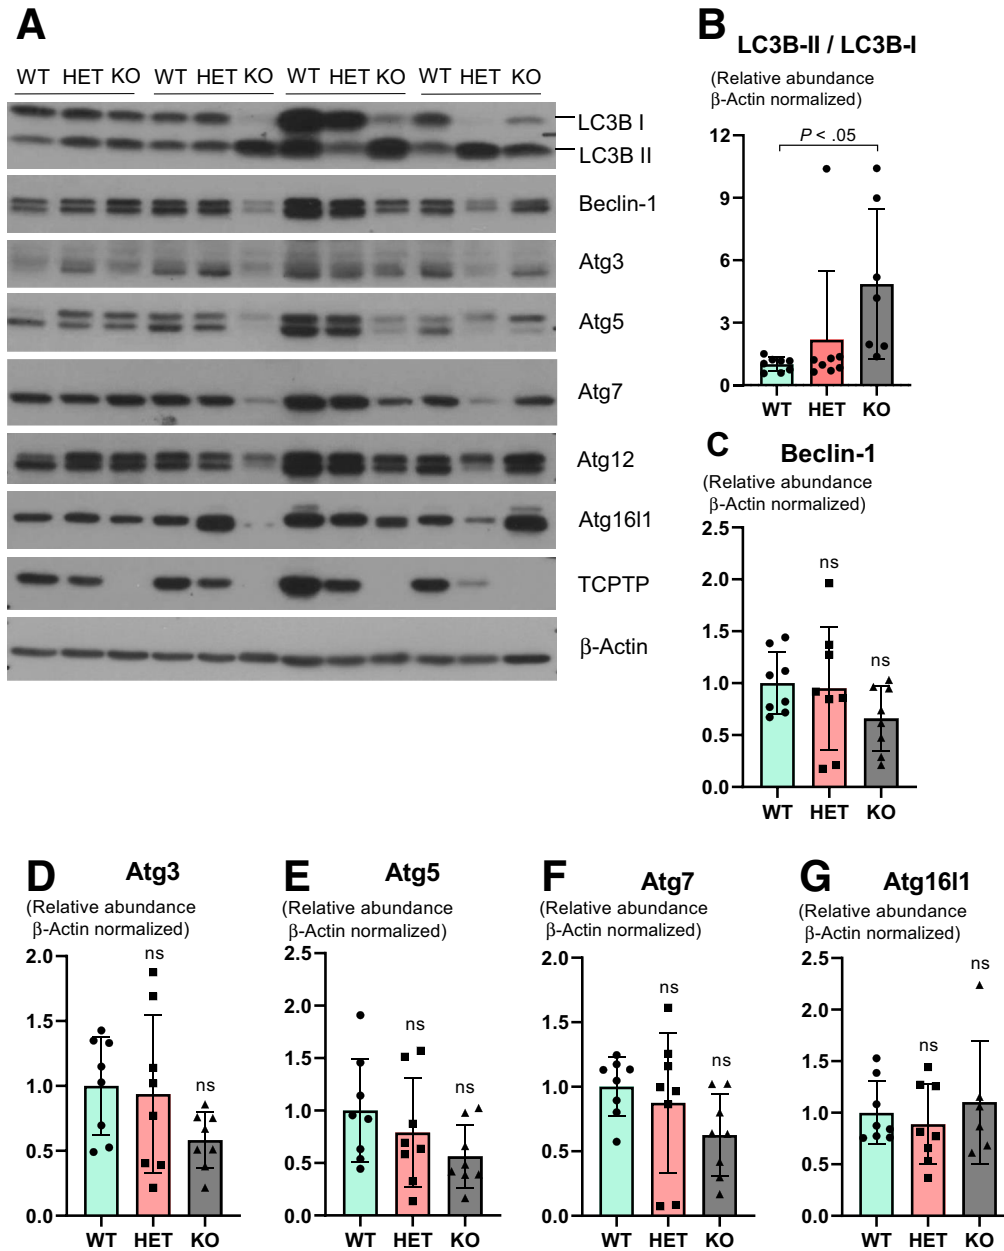 A
WT HET KO WT HET KO WT HET KO WT HET KO
LC3B I
LC3B II
Beclin-1
Atg3
Atg5
Atg7
Atg12
Atg16l1
TCPTP
β-Actin
B
LC3B-II / LC3B-I
(Relative abundance
β-Actin normalized)
P < .05
12
9
6
3
0
WT HET KO
C
Beclin-1
(Relative abundance
β-Actin normalized)
2.5
2.0
1.5
1.0
0.5
0.0
ns
ns
WT HET KO
D
Atg3
(Relative abundance
β-Actin normalized)
2.0
1.5
1.0
0.5
0.0
ns
ns
WT HET KO
E
Atg5
(Relative abundance
β-Actin normalized)
2.5
2.0
1.5
1.0
0.5
0.0
ns
ns
WT HET KO
F
Atg7
(Relative abundance
β-Actin normalized)
2.0
1.5
1.0
0.5
0.0
ns
ns
WT HET KO
G
Atg16l1
(Relative abundance
β-Actin normalized)
2.5
2.0
1.5
1.0
0.5
0.0
ns
ns
WT HET KO